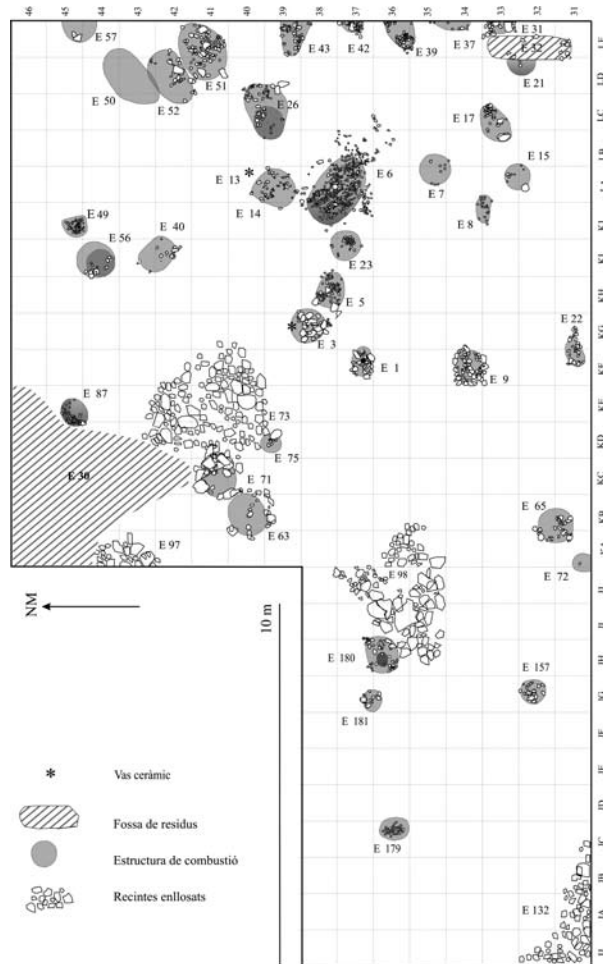 46 45 44 43 42 41 40 39 38 37 36 35 34 33 32 31
E 57
E 50
E 52
E 51
E 43
E 42
E 39
E 37
E 31
E 32
E 21
E 26
E 17
E 13
E 14
E 6
E 7
E 15
E 8
E 49
E 56
E 40
E 23
E 5
E 3
E 1
E 9
E 22
E 87
E 73
E 75
E 30
E 71
E 63
E 97
E 65
E 72
E 98
E 180
E 181
E 157
E 179
E 132
NM
10 m
* Vas ceràmic
Fossa de residus
Estructura de combustió
Recintes enllosats